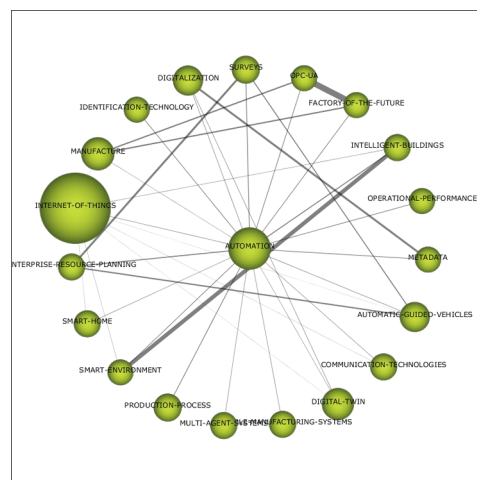 SURVEYS
DIGITALIZATION
OPC-UA
FACTORY-OF-THE-FUTURE
IDENTIFICATION-TECHNOLOGY
INTELLIGENT-BUILDINGS
MANUFACTURE
OPERATIONAL-PERFORMANCE
INTERNET-OF-THINGS
AUTOMATION
METADATA
NTERPRISE-RESOURCE-PLANNING
AUTOMATIC-GUIDED-VEHICLES
SMART-HOME
COMMUNICATION-TECHNOLOGIES
SMART-ENVIRONMENT
DIGITAL-TWIN
PRODUCTION-PROCESS
MULTI-AGENT-SYSTEMS
MANUFACTURING-SYSTEMS